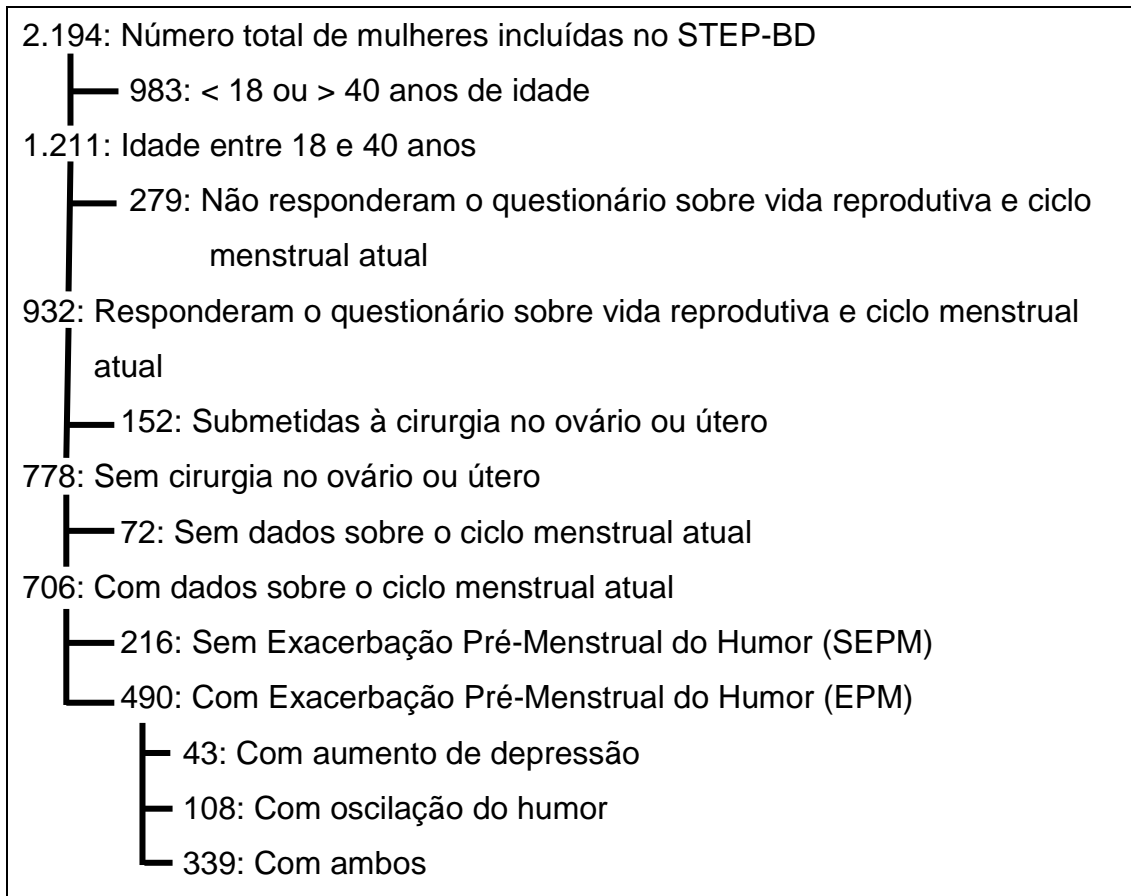 2.194: Número total de mulheres incluídas no STEP-BD
983: < 18 ou > 40 anos de idade
1.211: Idade entre 18 e 40 anos
279: Não responderam o questionário sobre vida reprodutiva e ciclo
menstrual atual
932: Responderam o questionário sobre vida reprodutiva e ciclo menstrual
atual
152: Submetidas à cirurgia no ovário ou útero
778: Sem cirurgia no ovário ou útero
72: Sem dados sobre o ciclo menstrual atual
706: Com dados sobre o ciclo menstrual atual
216: Sem Exacerbação Pré-Menstrual do Humor (SEPM)
490: Com Exacerbação Pré-Menstrual do Humor (EPM)
43: Com aumento de depressão
108: Com oscilação do humor
339: Com ambos